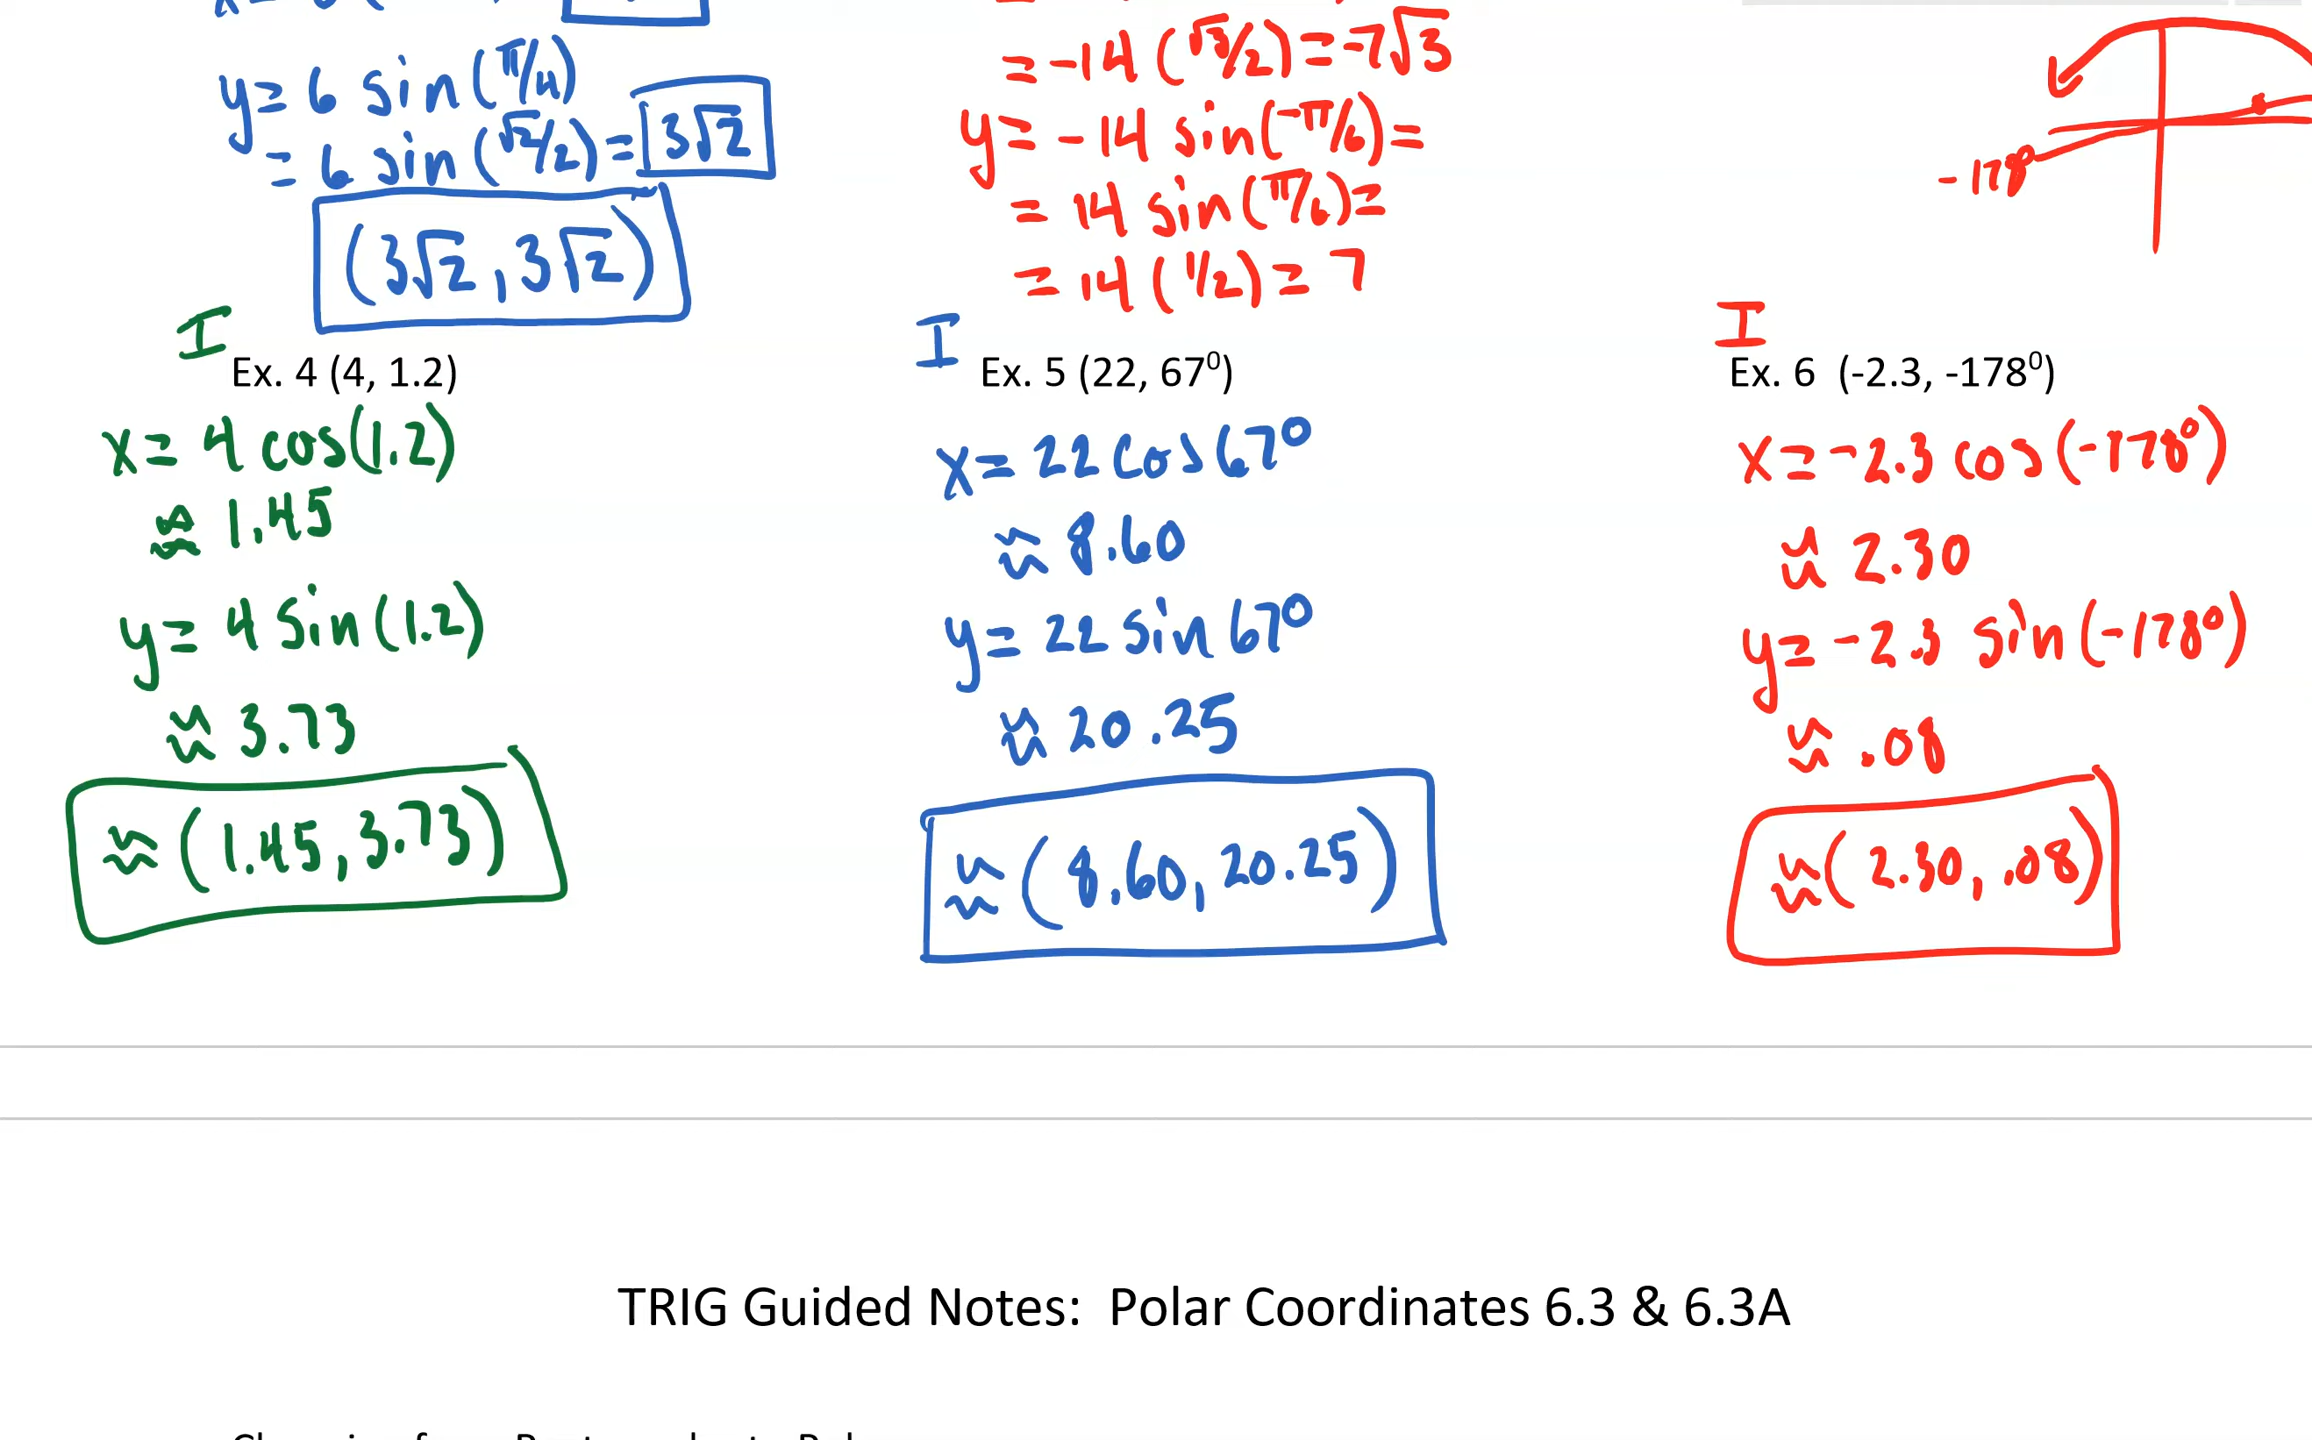 y = 6 sin(π/4)
= 6 sin(√2/2) = 3√2
(3√2, 3√2)
= -14(√3/2) = -7√3
y = -14 sin(-π/6) =
= 14 sin(π/6) =
= 14(1/2) = 7
-178°
I
Ex. 4 (4, 1.2)
x = 4 cos(1.2)
≈ 1.45
y = 4 sin(1.2)
≈ 3.73
≈ (1.45, 3.73)
I
Ex. 5 (22, 67⁰)
x = 22 cos 67°
≈ 8.60
y = 22 sin 67°
≈ 20.25
≈ (8.60, 20.25)
I
Ex. 6 (-2.3, -178⁰)
x = -2.3 cos(-178°)
≈ 2.30
y = -2.3 sin(-178°)
≈ .08
≈ (2.30, .08)
TRIG Guided Notes: Polar Coordinates 6.3 & 6.3A